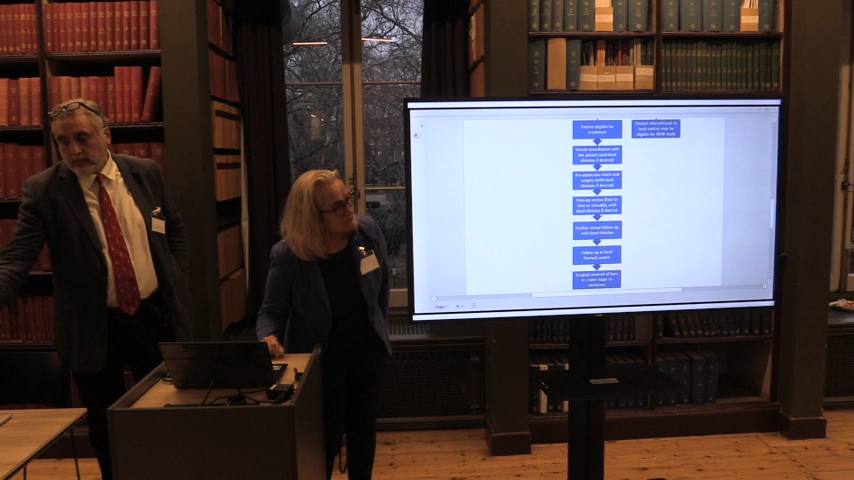 Patient eligible for
treatment
Patient referred back to
local centre; may be
eligible for
Virtual consultation with
the patient (and local
clinician if desired)
Pre-admission check and
surgery (with local
clinician if desired)
Post-op review (face to
face or virtually), with
local clinician if desired
Further virtual follow up,
with local clinician
Follow up at local
centre
Surgical removal of bars
at a later stage as
necessary